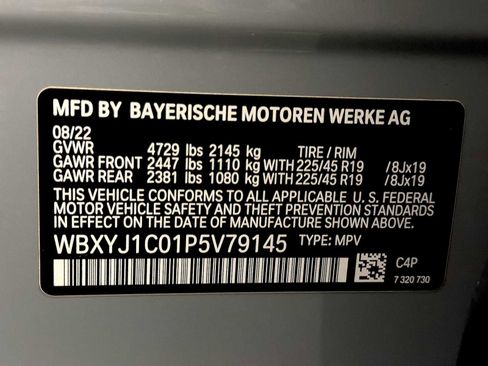 MFD BY BAYERISCHE MOTOREN WERKE AG
08/22
GVWR 4729 lbs 2145 kg TIRE / RIM
GAWR FRONT 2447 lbs 1110 kg WITH 225/45 R19 /8Jx19
GAWR REAR 2381 lbs 1080 kg WITH 225/45 R19 /8Jx19
THIS VEHICLE CONFORMS TO ALL APPLICABLE U. S. FEDERAL
MOTOR VEHICLE SAFETY AND THEFT PREVENTION STANDARDS
IN EFFECT ON THE DATE OF MANUFACTURE SHOWN ABOVE.
WBXYJ1C01P5V79145 TYPE: MPV
C4P
7 320 730